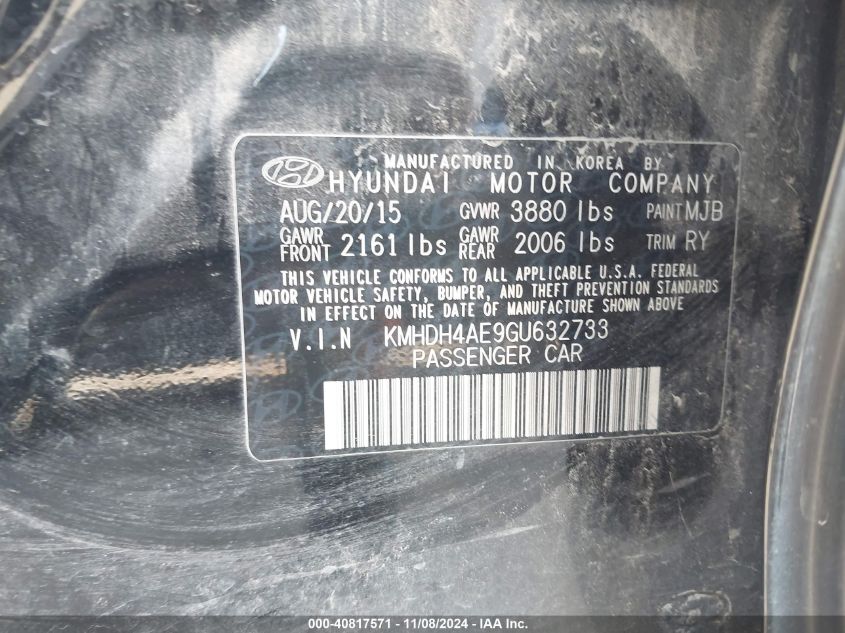 MANUFACTURED IN KOREA BY
HYUNDAI MOTOR COMPANY
AUG/20/15 GVWR 3880 lbs PAINT MJB
GAWR FRONT 2161 lbs GAWR REAR 2006 lbs TRIM RY
THIS VEHICLE CONFORMS TO ALL APPLICABLE U.S.A. FEDERAL
MOTOR VEHICLE SAFETY, BUMPER, AND THEFT PREVENTION STANDARDS
IN EFFECT ON THE DATE OF MANUFACTURE SHOWN ABOVE
V.I.N KMHDH4AE9GU632733
PASSENGER CAR
000-40817571 - 11/08/2024 - IAA Inc.